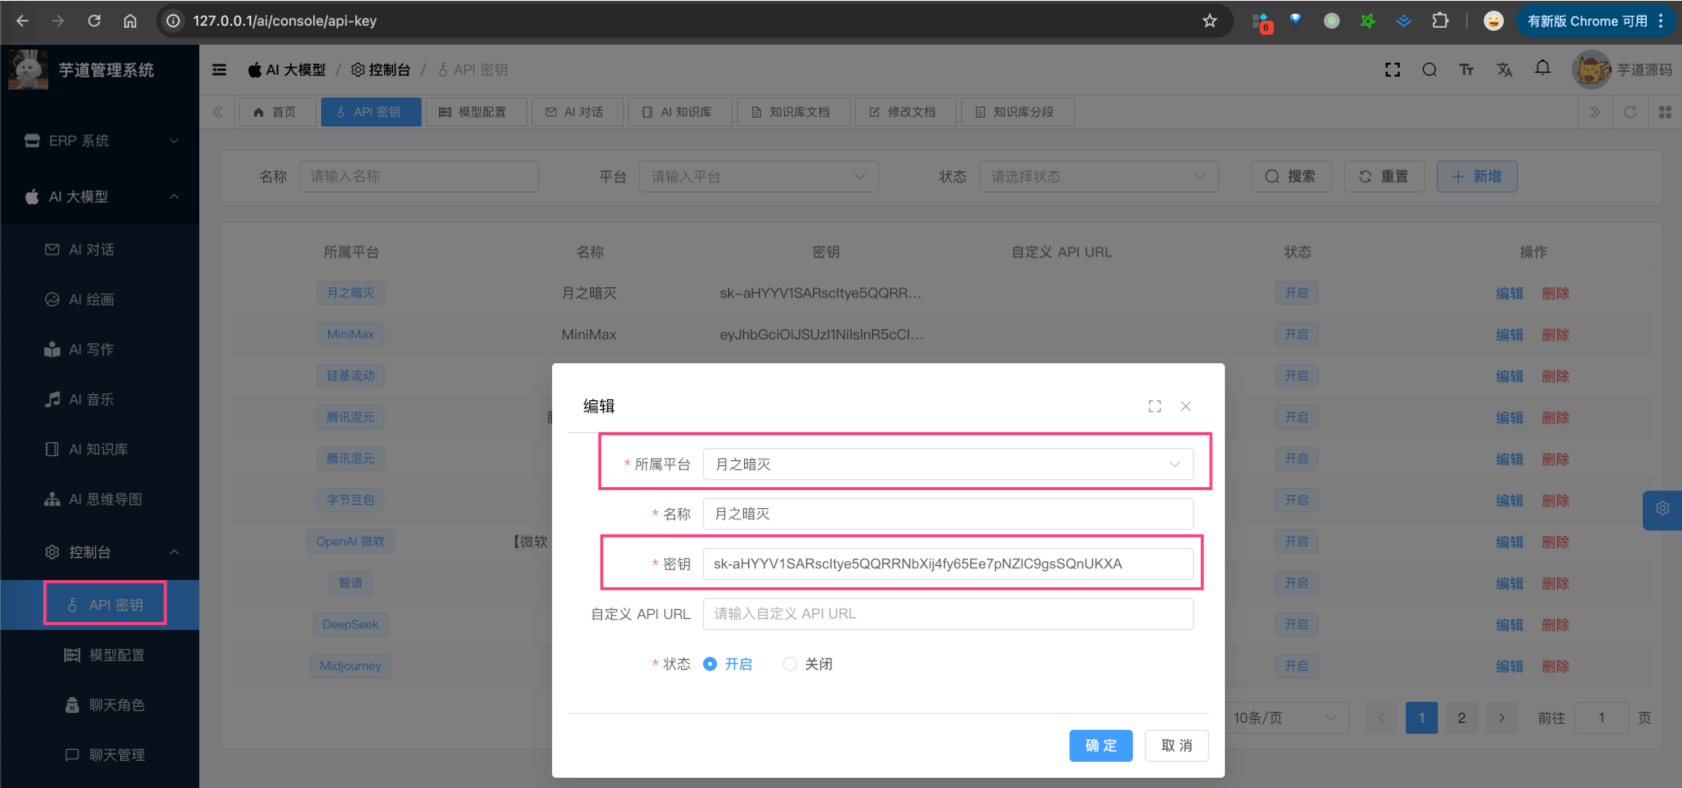 127.0.0.1/ai/console/api-key
6
有新版 Chrome 可用
芋道管理系统
AI 大模型 / 控制台 / API 密钥
芋道源码
首页
API 密钥
模型配置
AI 对话
AI 知识库
知识库文档
修改文档
知识库分段
ERP 系统
AI 大模型
AI 对话
AI 绘画
AI 写作
AI 音乐
AI 知识库
AI 思维导图
控制台
API 密钥
模型配置
聊天角色
聊天管理
名称 请输入名称 平台 请输入平台 状态 请选择状态 搜索 重置 新增
所属平台 名称 密钥 自定义 API URL 状态 操作
月之暗灭 月之暗灭 sk-aHYYV1SARscItye5QQRR... 开启 编辑 删除
MiniMax MiniMax eyJhbGciOiJSUzI1NiIsInR5cCI... 开启 编辑 删除
硅基流动 开启 编辑 删除
腾讯混元 开启 编辑 删除
腾讯混元 开启 编辑 删除
字节豆包 开启 编辑 删除
OpenAI 微软 【微软 开启 编辑 删除
智谱 开启 编辑 删除
DeepSeek 开启 编辑 删除
Midjourney 开启 编辑 删除
10条/页 1 2 前往 1 页
编辑
* 所属平台 月之暗灭
* 名称 月之暗灭
* 密钥 sk-aHYYV1SARscItye5QQRRNbXij4fy65Ee7pNZlC9gsSQnUKXA
自定义 API URL 请输入自定义 API URL
* 状态 开启 关闭
确 定 取 消